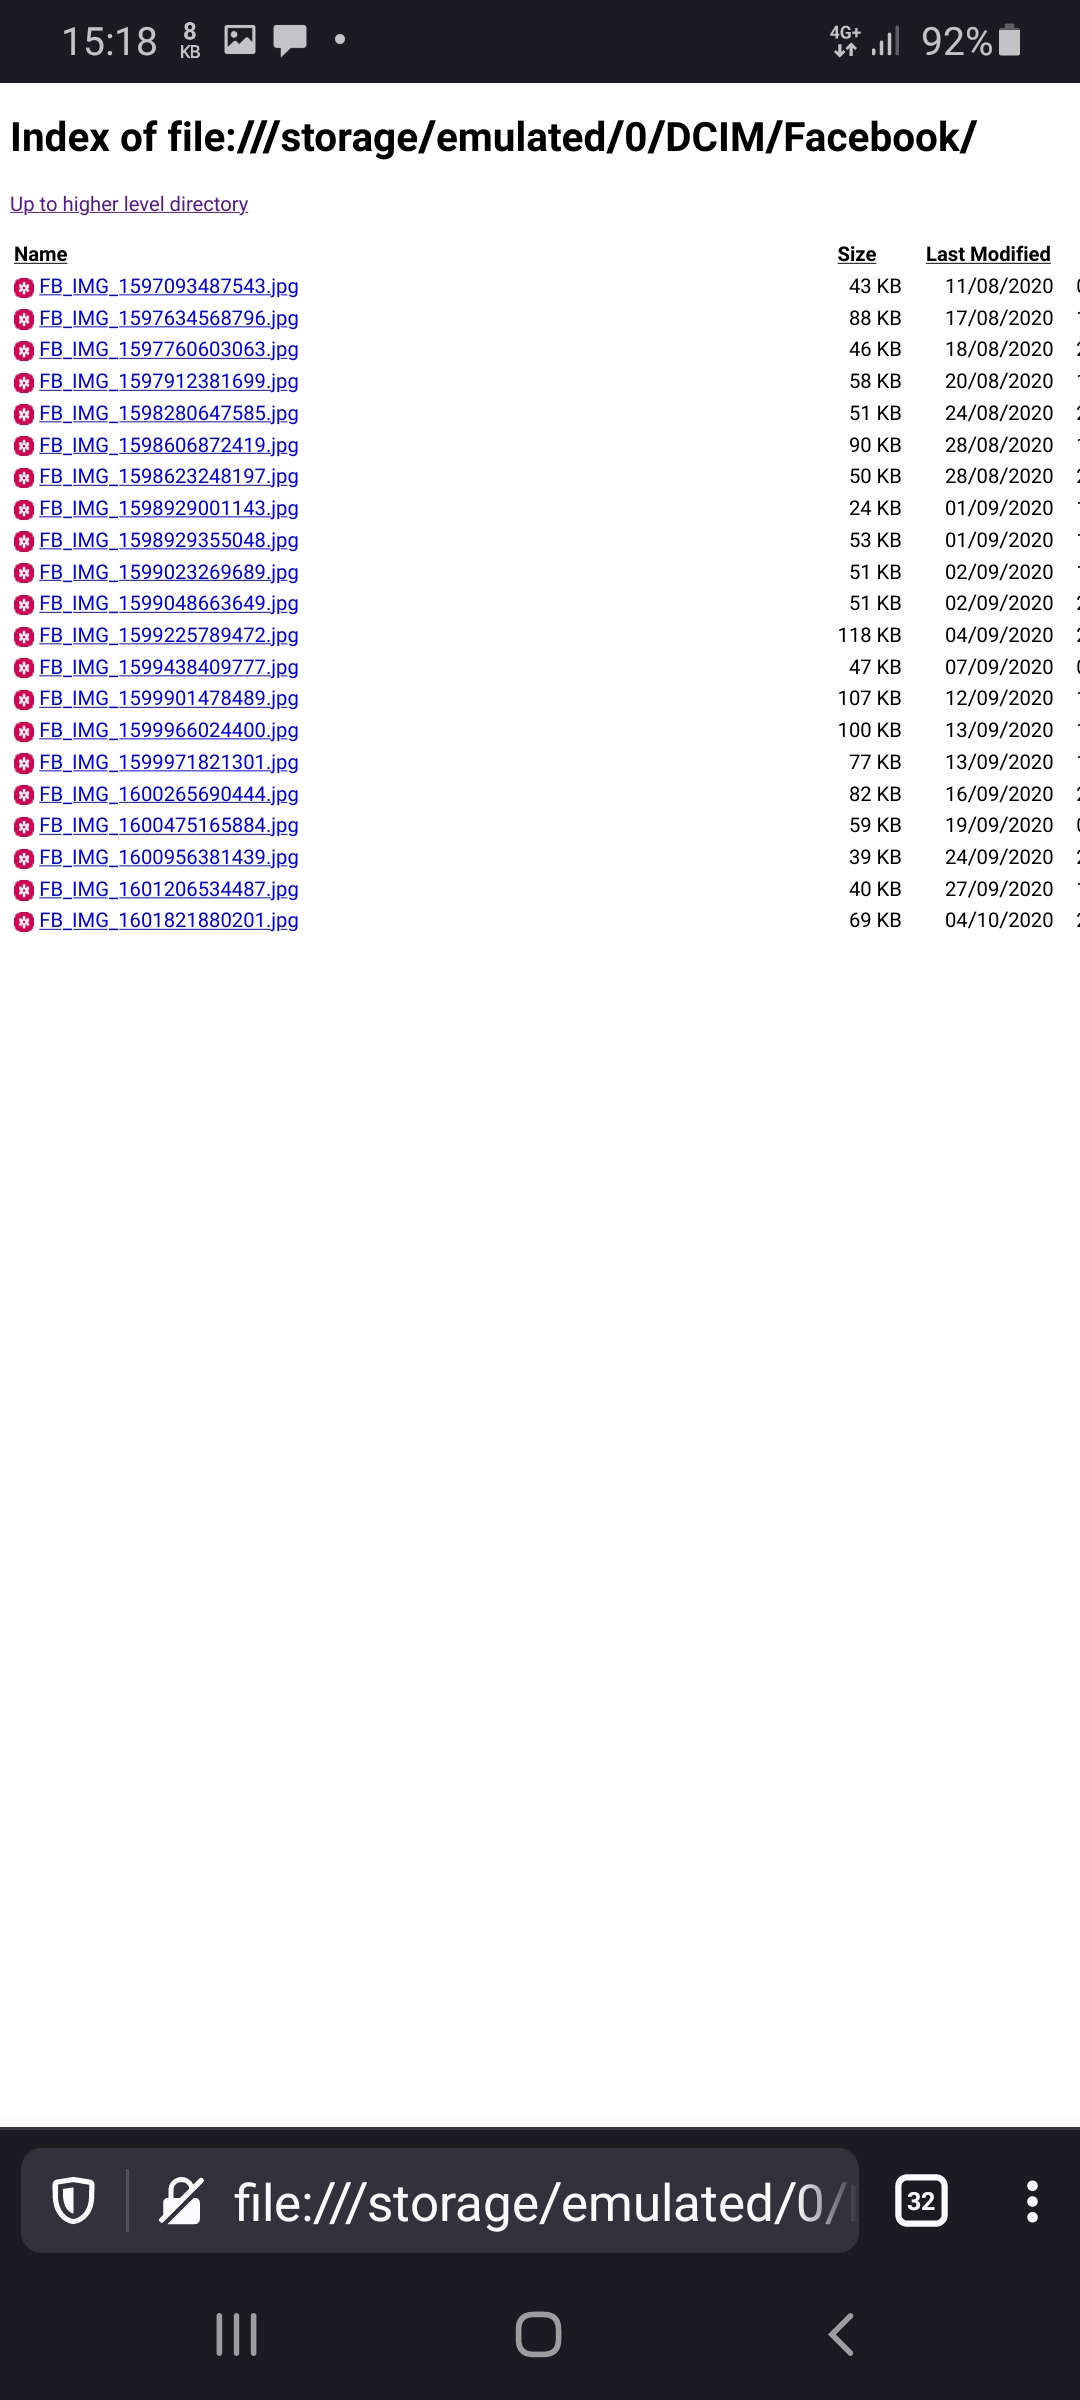 15:18 8 KB 4G+ 92%
Index of file:///storage/emulated/0/DCIM/Facebook/
Up to higher level directory
Name Size Last Modified
FB_IMG_1597093487543.jpg 43 KB 11/08/2020
FB_IMG_1597634568796.jpg 88 KB 17/08/2020
FB_IMG_1597760603063.jpg 46 KB 18/08/2020
FB_IMG_1597912381699.jpg 58 KB 20/08/2020
FB_IMG_1598280647585.jpg 51 KB 24/08/2020
FB_IMG_1598606872419.jpg 90 KB 28/08/2020
FB_IMG_1598623248197.jpg 50 KB 28/08/2020
FB_IMG_1598929001143.jpg 24 KB 01/09/2020
FB_IMG_1598929355048.jpg 53 KB 01/09/2020
FB_IMG_1599023269689.jpg 51 KB 02/09/2020
FB_IMG_1599048663649.jpg 51 KB 02/09/2020
FB_IMG_1599225789472.jpg 118 KB 04/09/2020
FB_IMG_1599438409777.jpg 47 KB 07/09/2020
FB_IMG_1599901478489.jpg 107 KB 12/09/2020
FB_IMG_1599966024400.jpg 100 KB 13/09/2020
FB_IMG_1599971821301.jpg 77 KB 13/09/2020
FB_IMG_1600265690444.jpg 82 KB 16/09/2020
FB_IMG_1600475165884.jpg 59 KB 19/09/2020
FB_IMG_1600956381439.jpg 39 KB 24/09/2020
FB_IMG_1601206534487.jpg 40 KB 27/09/2020
FB_IMG_1601821880201.jpg 69 KB 04/10/2020
file:///storage/emulated/0/ 32